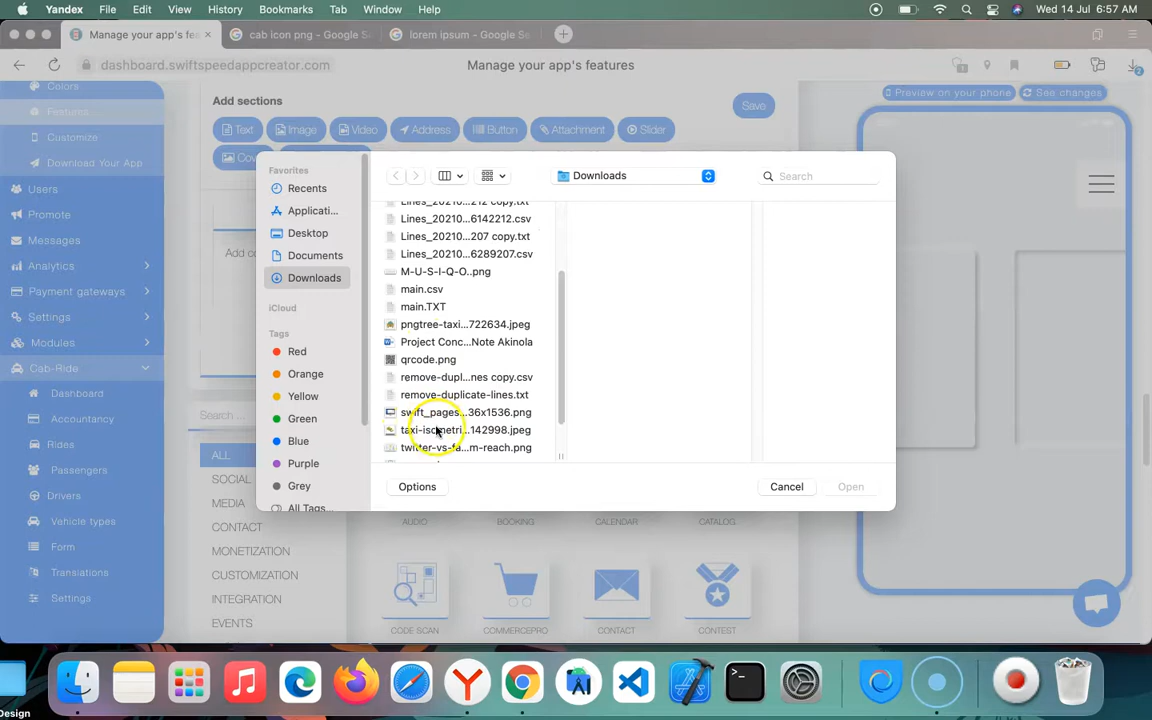 Yandex File Edit View History Bookmarks Tab Window Help Wed 14 Jul 6:57 AM
Manage your app's fea
cab icon png - Google S
lorem ipsum - Google Se
dashboard.swiftspeedappcreator.com
Manage your app's features
2
Colors
Features
Customize
Download Your App
Users
Promote
Messages
Analytics
Payment gateways
Settings
Modules
Cab-Ride
Dashboard
Accountancy
Rides
Passengers
Drivers
Vehicle types
Form
Translations
Settings
Add sections
Save
Text
Image
Video
Address
Button
Attachment
Slider
Cov
Add co
Preview on your phone
See changes
Favorites
Recents
Applicati...
Desktop
Documents
Downloads
iCloud
Tags
Red
Orange
Yellow
Green
Blue
Purple
Grey
All Tags...
Downloads
Search
Lines_20210...212 copy.txt
Lines_20210...6142212.csv
Lines_20210...207 copy.txt
Lines_20210...6289207.csv
M-U-S-I-Q-O..png
main.csv
main.TXT
pngtree-taxi...722634.jpeg
Project Conc...Note Akinola
qrcode.png
remove-dupl...nes copy.csv
remove-duplicate-lines.txt
swift_pages...36x1536.png
taxi-isometri...142998.jpeg
twitter-vs-fa...m-reach.png
Options
Cancel
Open
Search ...
ALL
SOCIAL
MEDIA
CONTACT
MONETIZATION
CUSTOMIZATION
INTEGRATION
EVENTS
AUDIO
BOOKING
CALENDAR
CATALOG
CODE SCAN
COMMERCEPRO
CONTACT
CONTEST
Design